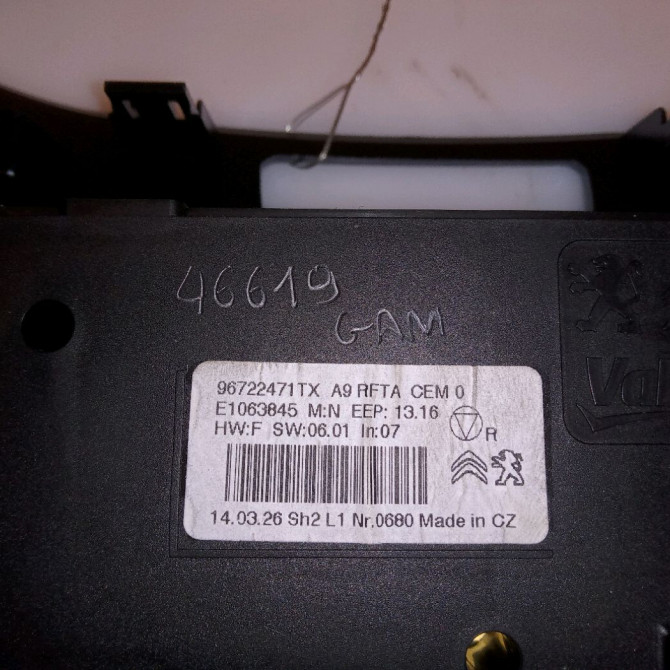 46619
GAM
96722471TX A9 RFTA CEM 0
E1063845 M:N EEP: 13.16
HW:F SW:06.01 In:07
R
14.03.26 Sh2 L1 Nr.0680 Made in CZ